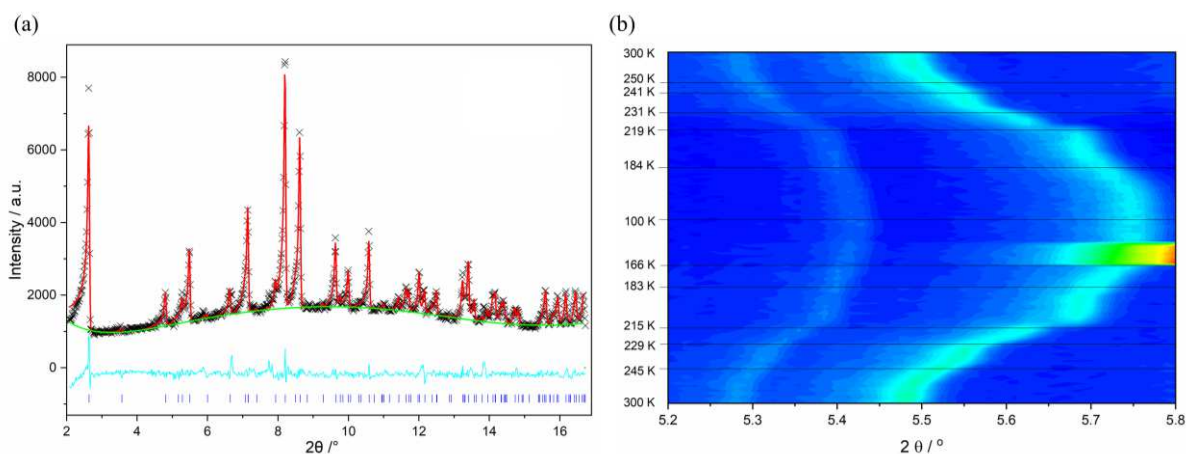 (a)
(b)
8000
6000
4000
2000
0
Intensity / a.u.
2 4 6 8 10 12 14 16
2θ /°
300 K
250 K
241 K
231 K
219 K
184 K
100 K
166 K
183 K
215 K
229 K
245 K
300 K
5.2 5.3 5.4 5.5 5.6 5.7 5.8
2 θ / °